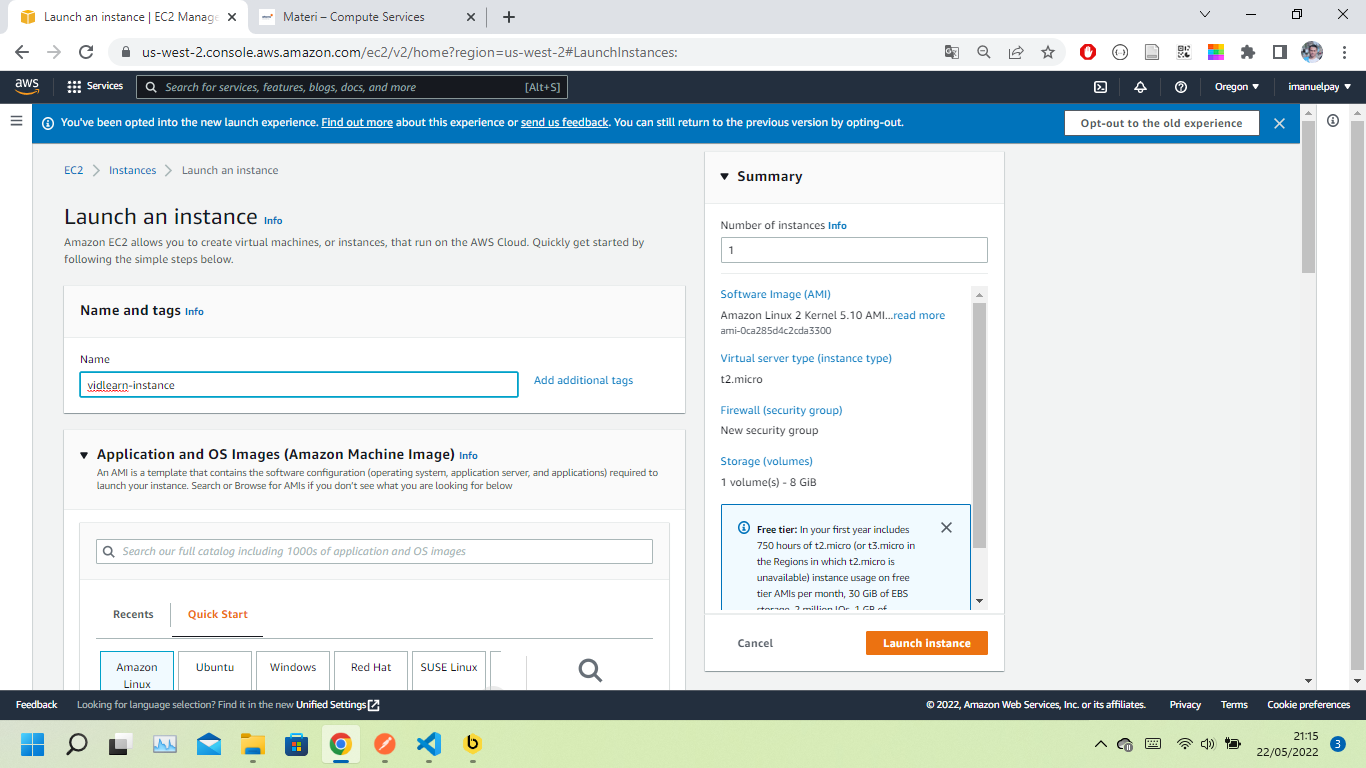 Launch an instance | EC2 Manage
Materi – Compute Services
us-west-2.console.aws.amazon.com/ec2/v2/home?region=us-west-2#LaunchInstances:
aws
Services
Search for services, features, blogs, docs, and more
[Alt+S]
Oregon
imanuelpay
You've been opted into the new launch experience. Find out more about this experience or send us feedback. You can still return to the previous version by opting-out.
Opt-out to the old experience
EC2
Instances
Launch an instance
Launch an instance Info
Amazon EC2 allows you to create virtual machines, or instances, that run on the AWS Cloud. Quickly get started by
following the simple steps below.
Name and tags Info
Name
vidlearn-instance
Add additional tags
Application and OS Images (Amazon Machine Image) Info
An AMI is a template that contains the software configuration (operating system, application server, and applications) required to
launch your instance. Search or Browse for AMIs if you don't see what you are looking for below
Search our full catalog including 1000s of application and OS images
Recents
Quick Start
Amazon
Linux
Ubuntu
Windows
Red Hat
SUSE Linux
Summary
Number of instances Info
1
Software Image (AMI)
Amazon Linux 2 Kernel 5.10 AMI...read more
ami-0ca285d4c2cda3300
Virtual server type (instance type)
t2.micro
Firewall (security group)
New security group
Storage (volumes)
1 volume(s) - 8 GiB
Free tier: In your first year includes
750 hours of t2.micro (or t3.micro in
the Regions in which t2.micro is
unavailable) instance usage on free
tier AMIs per month, 30 GiB of EBS
storage, 2 million IOs, 1 GB of
Cancel
Launch instance
Feedback
Looking for language selection? Find it in the new Unified Settings
© 2022, Amazon Web Services, Inc. or its affiliates.
Privacy
Terms
Cookie preferences
21:15
22/05/2022
3